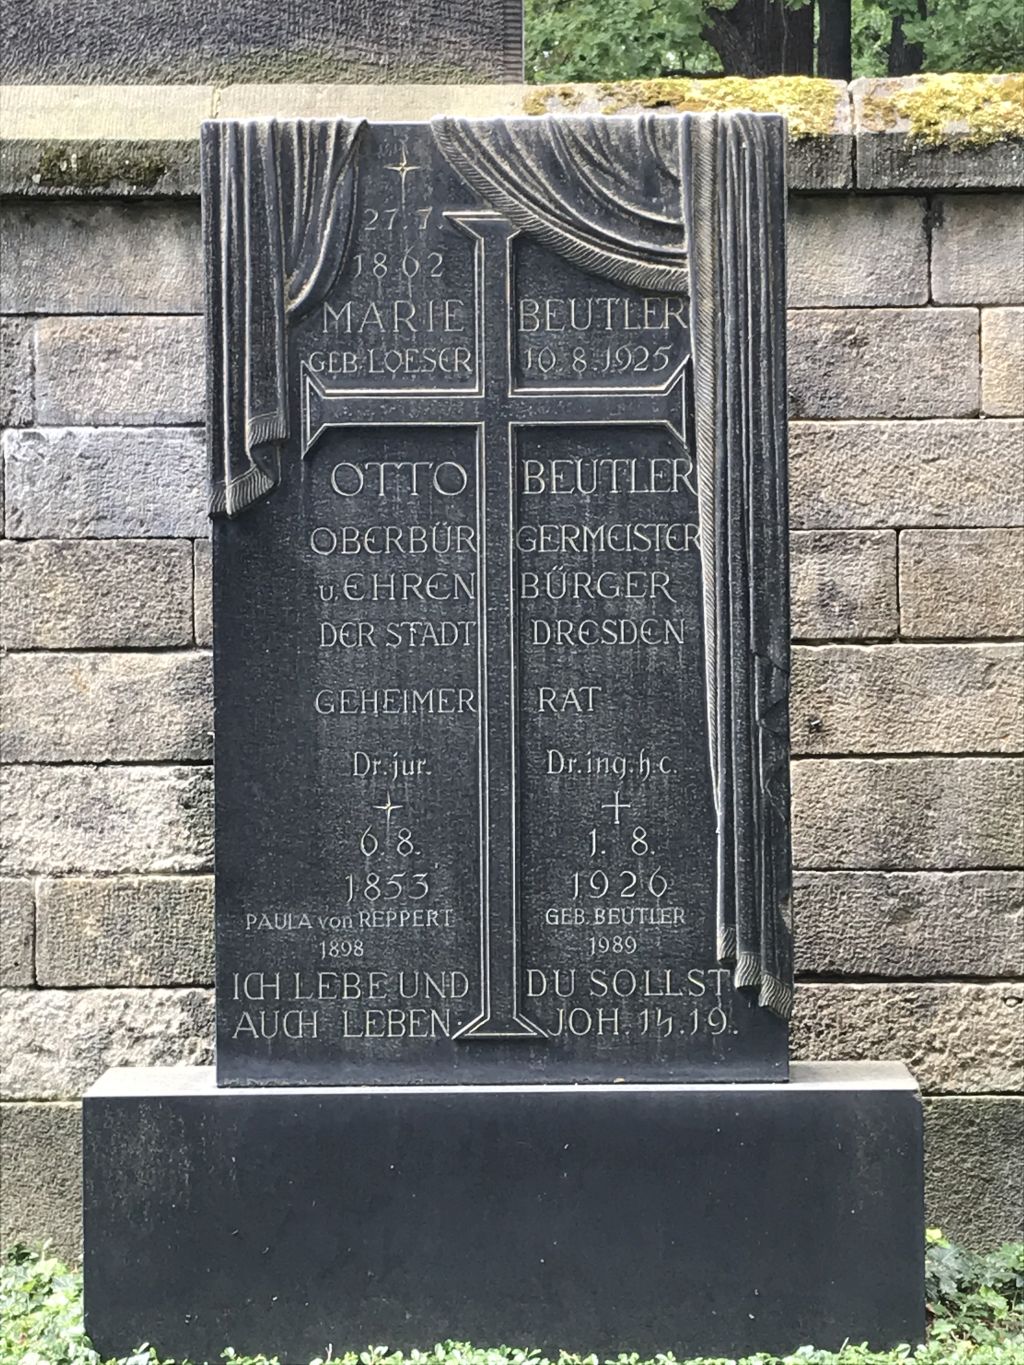 27.7.
1862
MARIE BEUTLER
GEB. LOESER 10.8.1925
OTTO BEUTLER
OBERBÜRGERMEISTER
u. EHRENBÜRGER
DER STADT DRESDEN
GEHEIMER RAT
Dr. jur. Dr. ing. h. c.
6. 8. 1. 8.
1853 1926
PAULA von REPPERT GEB. BEUTLER
1898 1989
ICH LEBE UND DU SOLLST
AUCH LEBEN JOH. 14. 19.